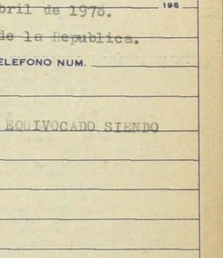 bril de 1978.
196
de la Republica.
ELEFONO NUM.
EQUIVOCADO SIENDO